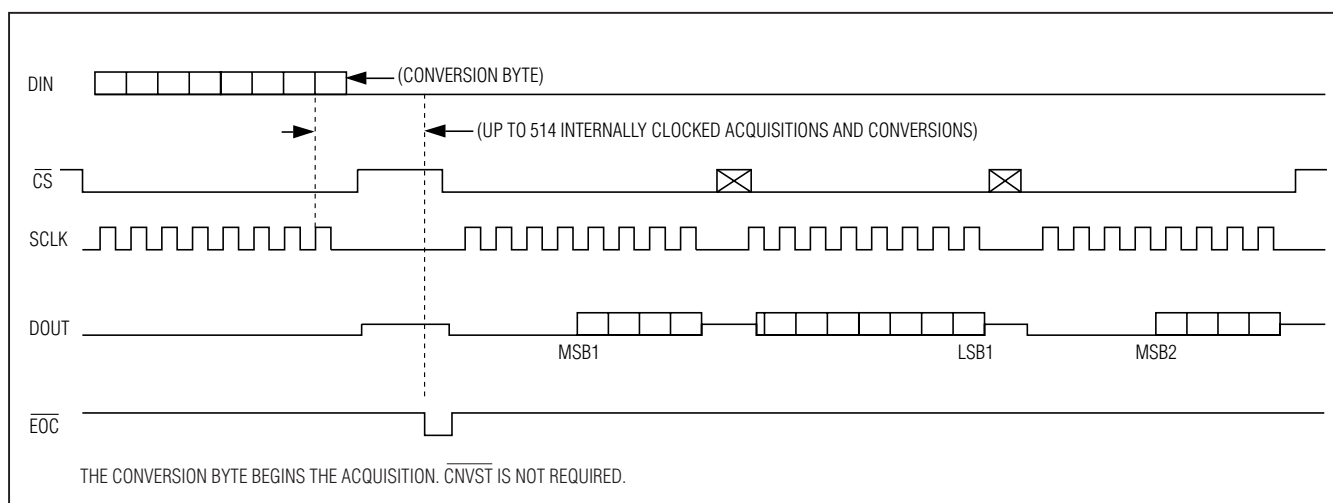 DIN
(CONVERSION BYTE)
(UP TO 514 INTERNALLY CLOCKED ACQUISITIONS AND CONVERSIONS)
CS
SCLK
DOUT
MSB1
LSB1
MSB2
EOC
THE CONVERSION BYTE BEGINS THE ACQUISITION. CNVST IS NOT REQUIRED.